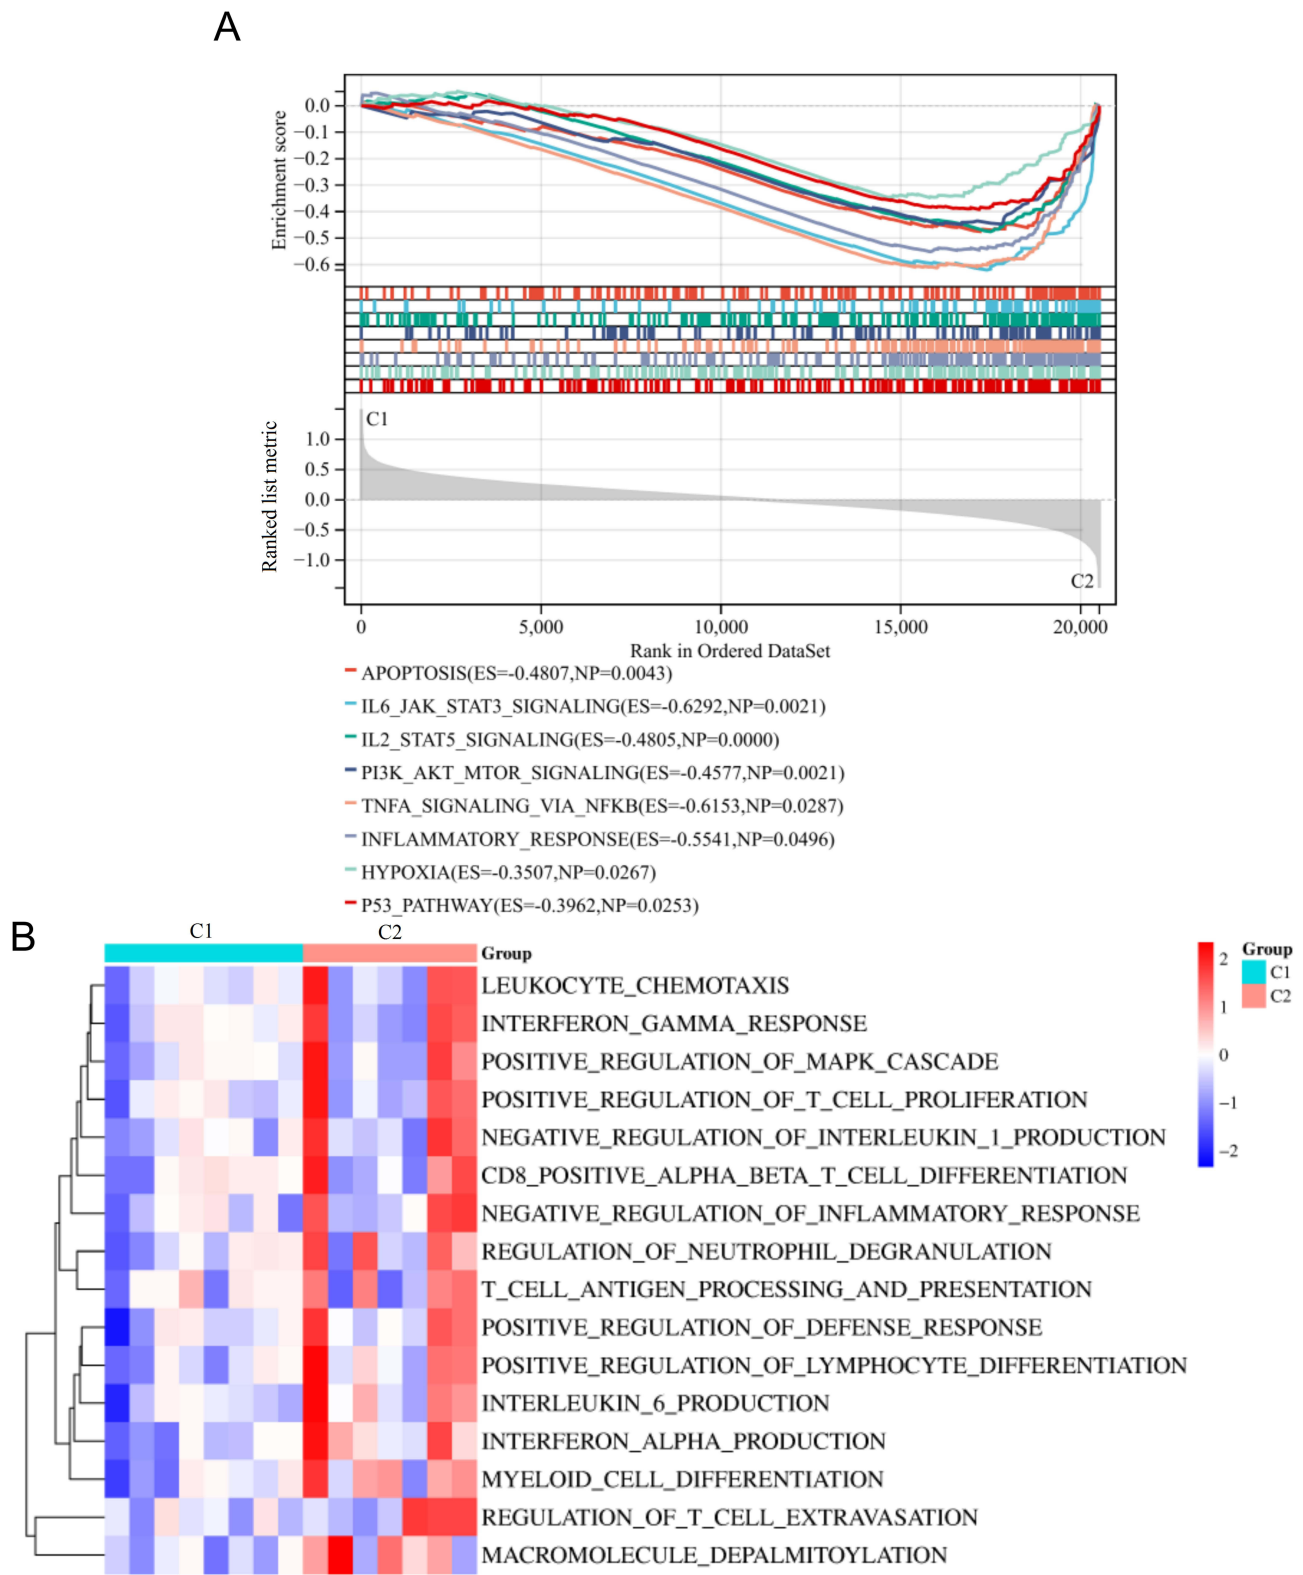 A
Enrichment score
0.0
−0.1
−0.2
−0.3
−0.4
−0.5
−0.6
Ranked list metric
C1
1.0
0.5
0.0
−0.5
−1.0
C2
0 5,000 10,000 15,000 20,000
Rank in Ordered DataSet
APOPTOSIS(ES=-0.4807,NP=0.0043)
IL6_JAK_STAT3_SIGNALING(ES=-0.6292,NP=0.0021)
IL2_STAT5_SIGNALING(ES=-0.4805,NP=0.0000)
PI3K_AKT_MTOR_SIGNALING(ES=-0.4577,NP=0.0021)
TNFA_SIGNALING_VIA_NFKB(ES=-0.6153,NP=0.0287)
INFLAMMATORY_RESPONSE(ES=-0.5541,NP=0.0496)
HYPOXIA(ES=-0.3507,NP=0.0267)
P53_PATHWAY(ES=-0.3962,NP=0.0253)
B
C1 C2
Group
LEUKOCYTE_CHEMOTAXIS
INTERFERON_GAMMA_RESPONSE
POSITIVE_REGULATION_OF_MAPK_CASCADE
POSITIVE_REGULATION_OF_T_CELL_PROLIFERATION
NEGATIVE_REGULATION_OF_INTERLEUKIN_1_PRODUCTION
CD8_POSITIVE_ALPHA_BETA_T_CELL_DIFFERENTIATION
NEGATIVE_REGULATION_OF_INFLAMMATORY_RESPONSE
REGULATION_OF_NEUTROPHIL_DEGRANULATION
T_CELL_ANTIGEN_PROCESSING_AND_PRESENTATION
POSITIVE_REGULATION_OF_DEFENSE_RESPONSE
POSITIVE_REGULATION_OF_LYMPHOCYTE_DIFFERENTIATION
INTERLEUKIN_6_PRODUCTION
INTERFERON_ALPHA_PRODUCTION
MYELOID_CELL_DIFFERENTIATION
REGULATION_OF_T_CELL_EXTRAVASATION
MACROMOLECULE_DEPALMITOYLATION
2
1
0
−1
−2
Group
C1
C2